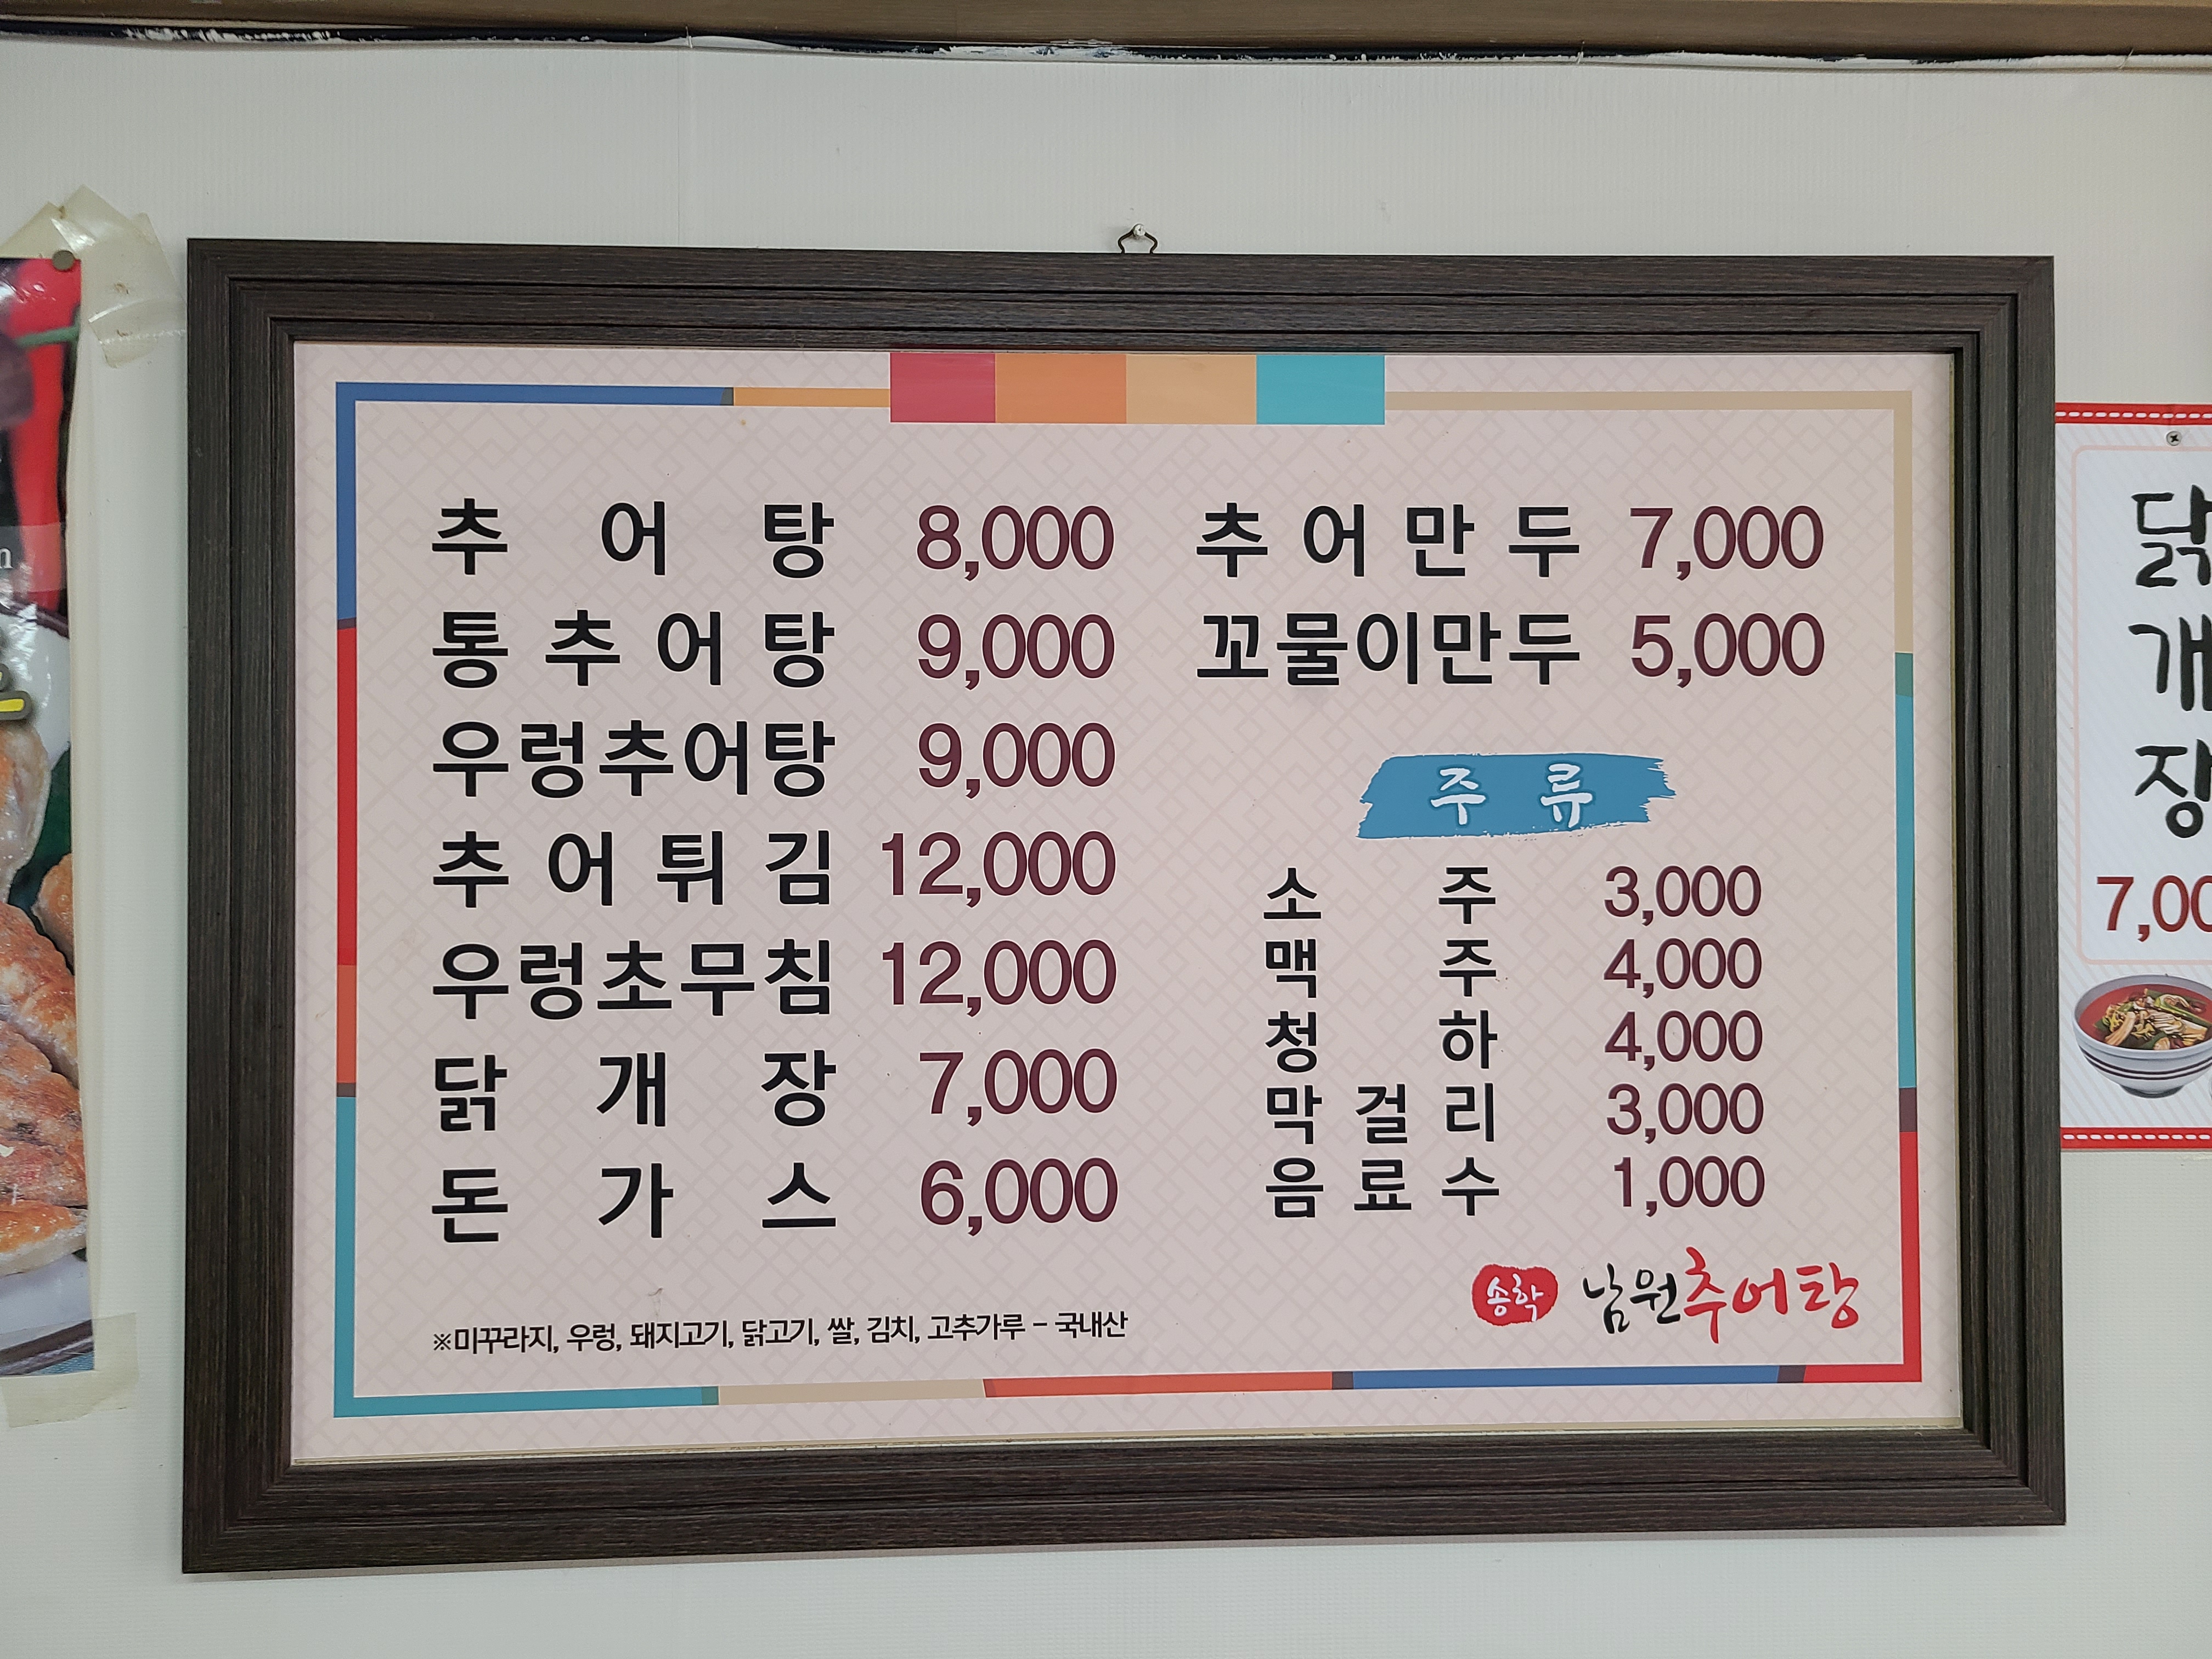 추어탕 8,000
통추어탕 9,000
우렁추어탕 9,000
추어튀김 12,000
우렁초무침 12,000
닭개장 7,000
돈가스 6,000
※미꾸라지, 우렁, 돼지고기, 닭고기, 쌀, 김치, 고추가루 - 국내산
추어만두 7,000
꼬물이만두 5,000
주류
소주 3,000
맥주 4,000
청하 4,000
막걸리 3,000
음료수 1,000
송학 남원추어탕
닭
개
장
7,00